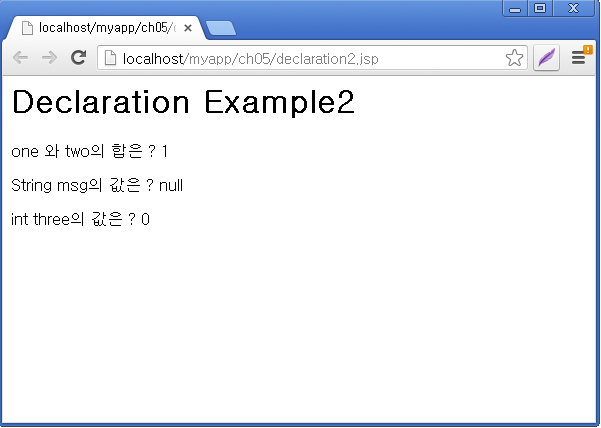 localhost/myapp/ch05/
localhost/myapp/ch05/declaration2.jsp
Declaration Example2
one 와 two의 합은 ? 1
String msg의 값은 ? null
int three의 값은 ? 0